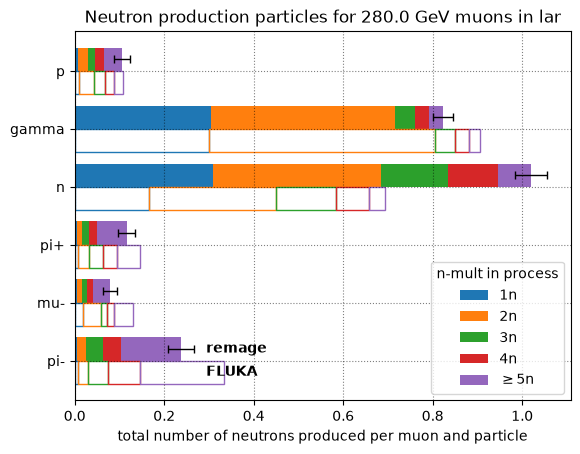 Neutron production particles for 280.0 GeV muons in lar
p
gamma
n
pi+
mu-
pi-
remage
FLUKA
n-mult in process
1n
2n
3n
4n
≥5n
0.0 0.2 0.4 0.6 0.8 1.0
total number of neutrons produced per muon and particle